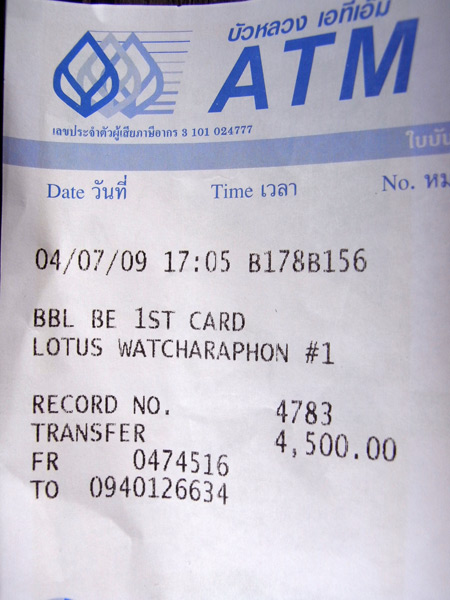 บัวหลวง เอทีเอ็ม
ATM
เลขประจำตัวผู้เสียภาษีอากร 3 101 024777
Date วันที่ Time เวลา No.
04/07/09 17:05 B178B156
BBL BE 1ST CARD
LOTUS WATCHARAPHON #1
RECORD NO. 4783
TRANSFER 4,500.00
FR 0474516
TO 0940126634